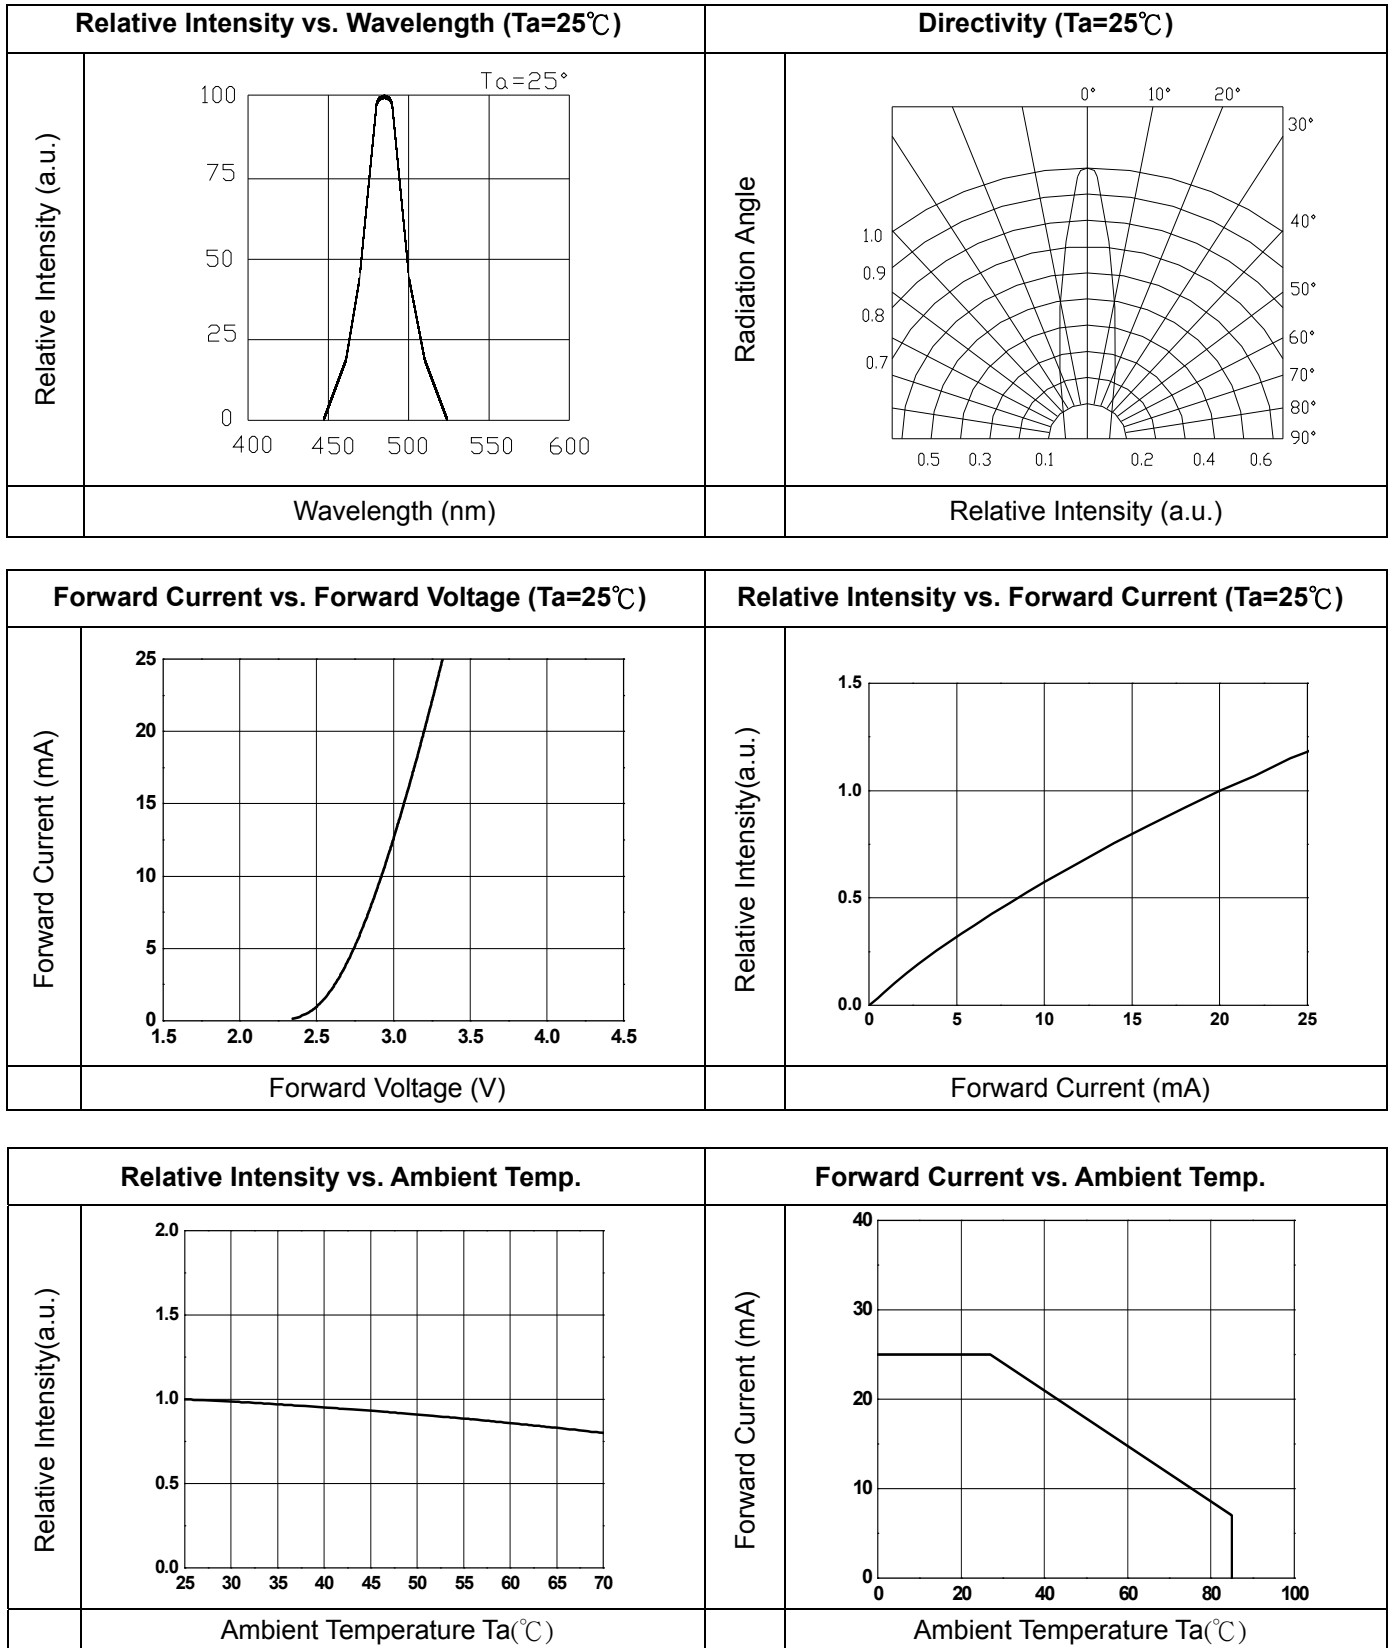 Relative Intensity vs. Wavelength (Ta=25℃)
Directivity (Ta=25℃)
Relative Intensity (a.u.)
Ta=25°
100
75
50
25
0
400 450 500 550 600
Wavelength (nm)
Radiation Angle
0° 10° 20°
30°
40°
50°
60°
70°
80°
90°
1.0
0.9
0.8
0.7
0.5 0.3 0.1 0.2 0.4 0.6
Relative Intensity (a.u.)
Forward Current vs. Forward Voltage (Ta=25℃)
Relative Intensity vs. Forward Current (Ta=25℃)
Forward Current (mA)
25
20
15
10
5
0
1.5 2.0 2.5 3.0 3.5 4.0 4.5
Forward Voltage (V)
Relative Intensity(a.u.)
1.5
1.0
0.5
0.0
0 5 10 15 20 25
Forward Current (mA)
Relative Intensity vs. Ambient Temp.
Forward Current vs. Ambient Temp.
Relative Intensity(a.u.)
2.0
1.5
1.0
0.5
0.0
25 30 35 40 45 50 55 60 65 70
Ambient Temperature Ta(℃)
Forward Current (mA)
40
30
20
10
0
0 20 40 60 80 100
Ambient Temperature Ta(℃)